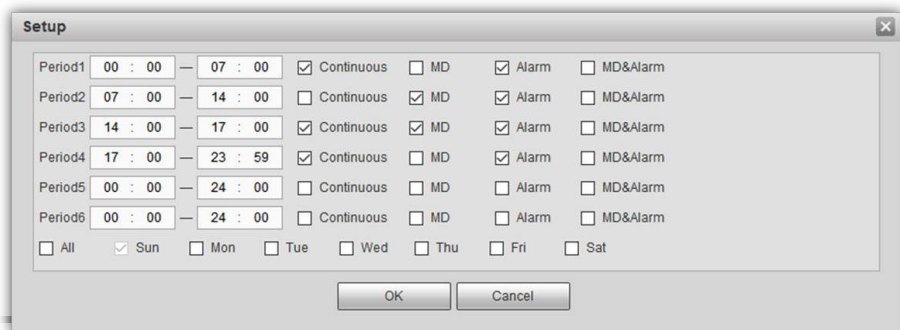 Setup
Period1 00 : 00 — 07 : 00 Continuous MD Alarm MD&Alarm
Period2 07 : 00 — 14 : 00 Continuous MD Alarm MD&Alarm
Period3 14 : 00 — 17 : 00 Continuous MD Alarm MD&Alarm
Period4 17 : 00 — 23 : 59 Continuous MD Alarm MD&Alarm
Period5 00 : 00 — 24 : 00 Continuous MD Alarm MD&Alarm
Period6 00 : 00 — 24 : 00 Continuous MD Alarm MD&Alarm
All Sun Mon Tue Wed Thu Fri Sat
OK Cancel